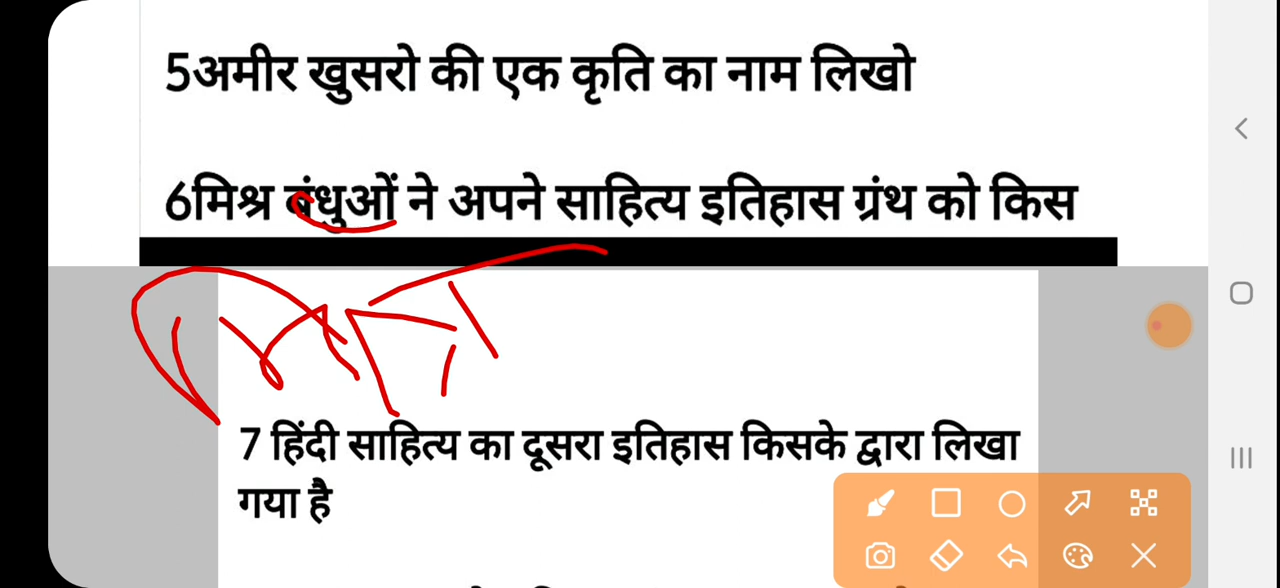 5अमीर खुसरो की एक कृति का नाम लिखो
6मिश्र बंधुओं ने अपने साहित्य इतिहास ग्रंथ को किस
7 हिंदी साहित्य का दूसरा इतिहास किसके द्वारा लिखा
गया है